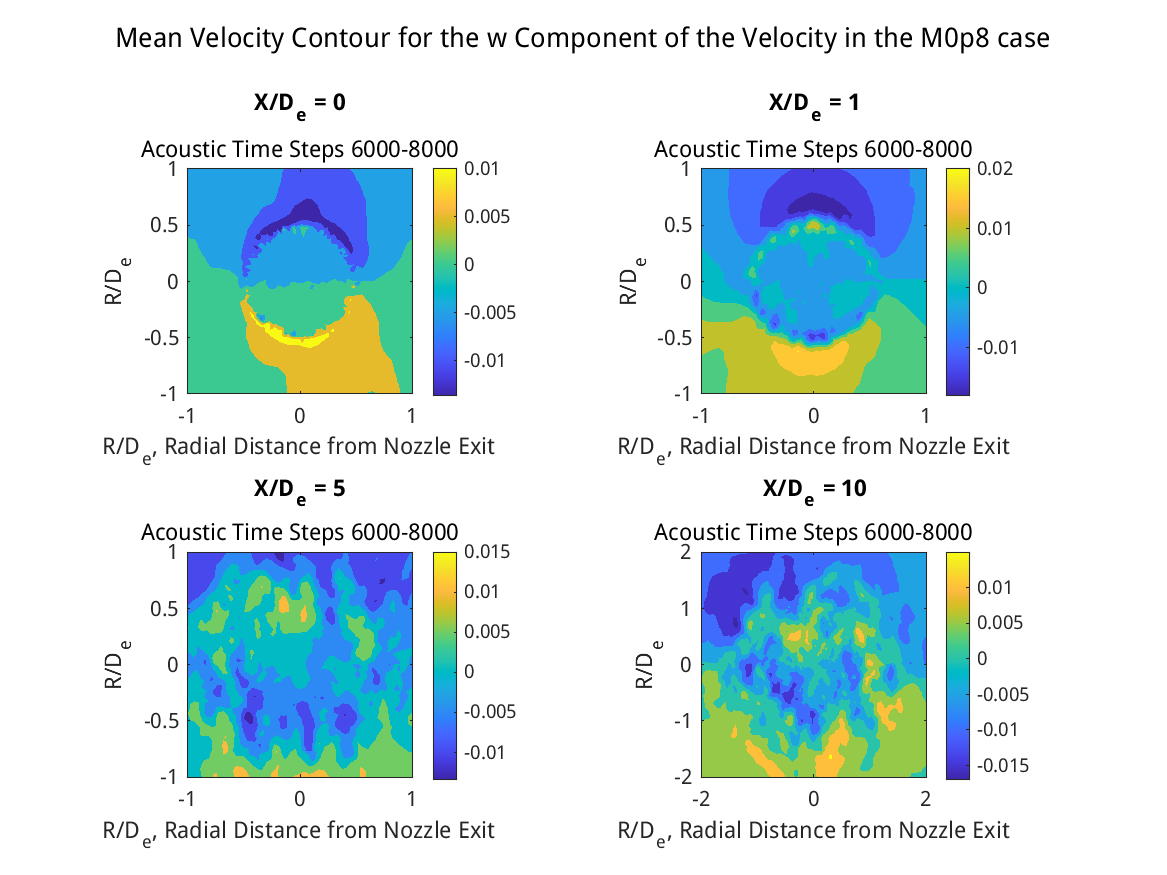 Mean Velocity Contour for the w Component of the Velocity in the M0p8 case
X/De = 0
Acoustic Time Steps 6000-8000
1
0.5
0
-0.5
-1
R/De
-1 0 1
R/De, Radial Distance from Nozzle Exit
0.01
0.005
0
-0.005
-0.01
X/De = 1
Acoustic Time Steps 6000-8000
1
0.5
0
-0.5
-1
R/De
-1 0 1
R/De, Radial Distance from Nozzle Exit
0.02
0.01
0
-0.01
X/De = 5
Acoustic Time Steps 6000-8000
1
0.5
0
-0.5
-1
R/De
-1 0 1
R/De, Radial Distance from Nozzle Exit
0.015
0.01
0.005
0
-0.005
-0.01
X/De = 10
Acoustic Time Steps 6000-8000
2
1
0
-1
-2
R/De
-2 0 2
R/De, Radial Distance from Nozzle Exit
0.01
0.005
0
-0.005
-0.01
-0.015